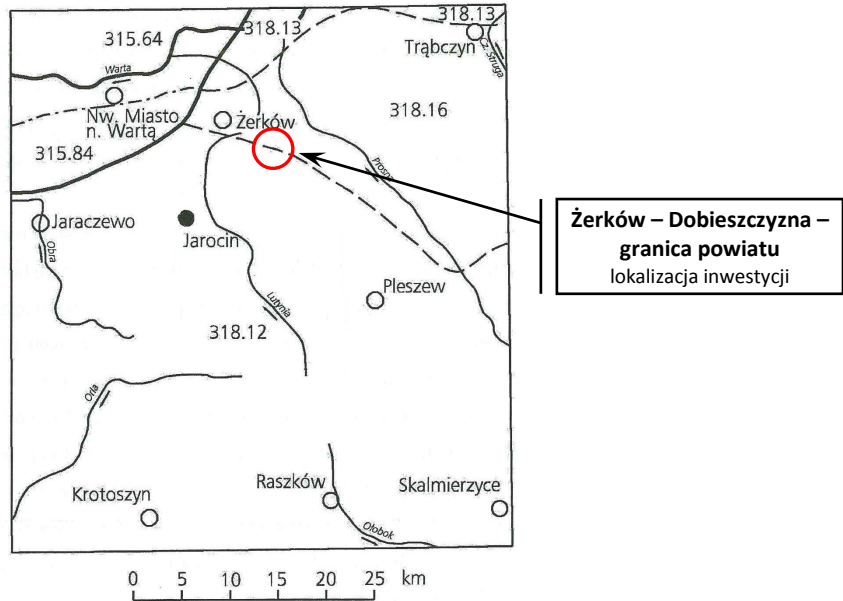 318.13
315.64
318.13
Trąbczyn
Cz. Struga
Warta
Nw. Miasto
n. Wartą
Żerków
318.16
315.84
Prosna
Żerków – Dobieszczyzna –
granica powiatu
lokalizacja inwestycji
Jaraczewo
Jarocin
Obra
Pleszew
Lutynia
318.12
Orla
Krotoszyn
Raszków
Skalmierzyce
Ołobok
0 5 10 15 20 25 km